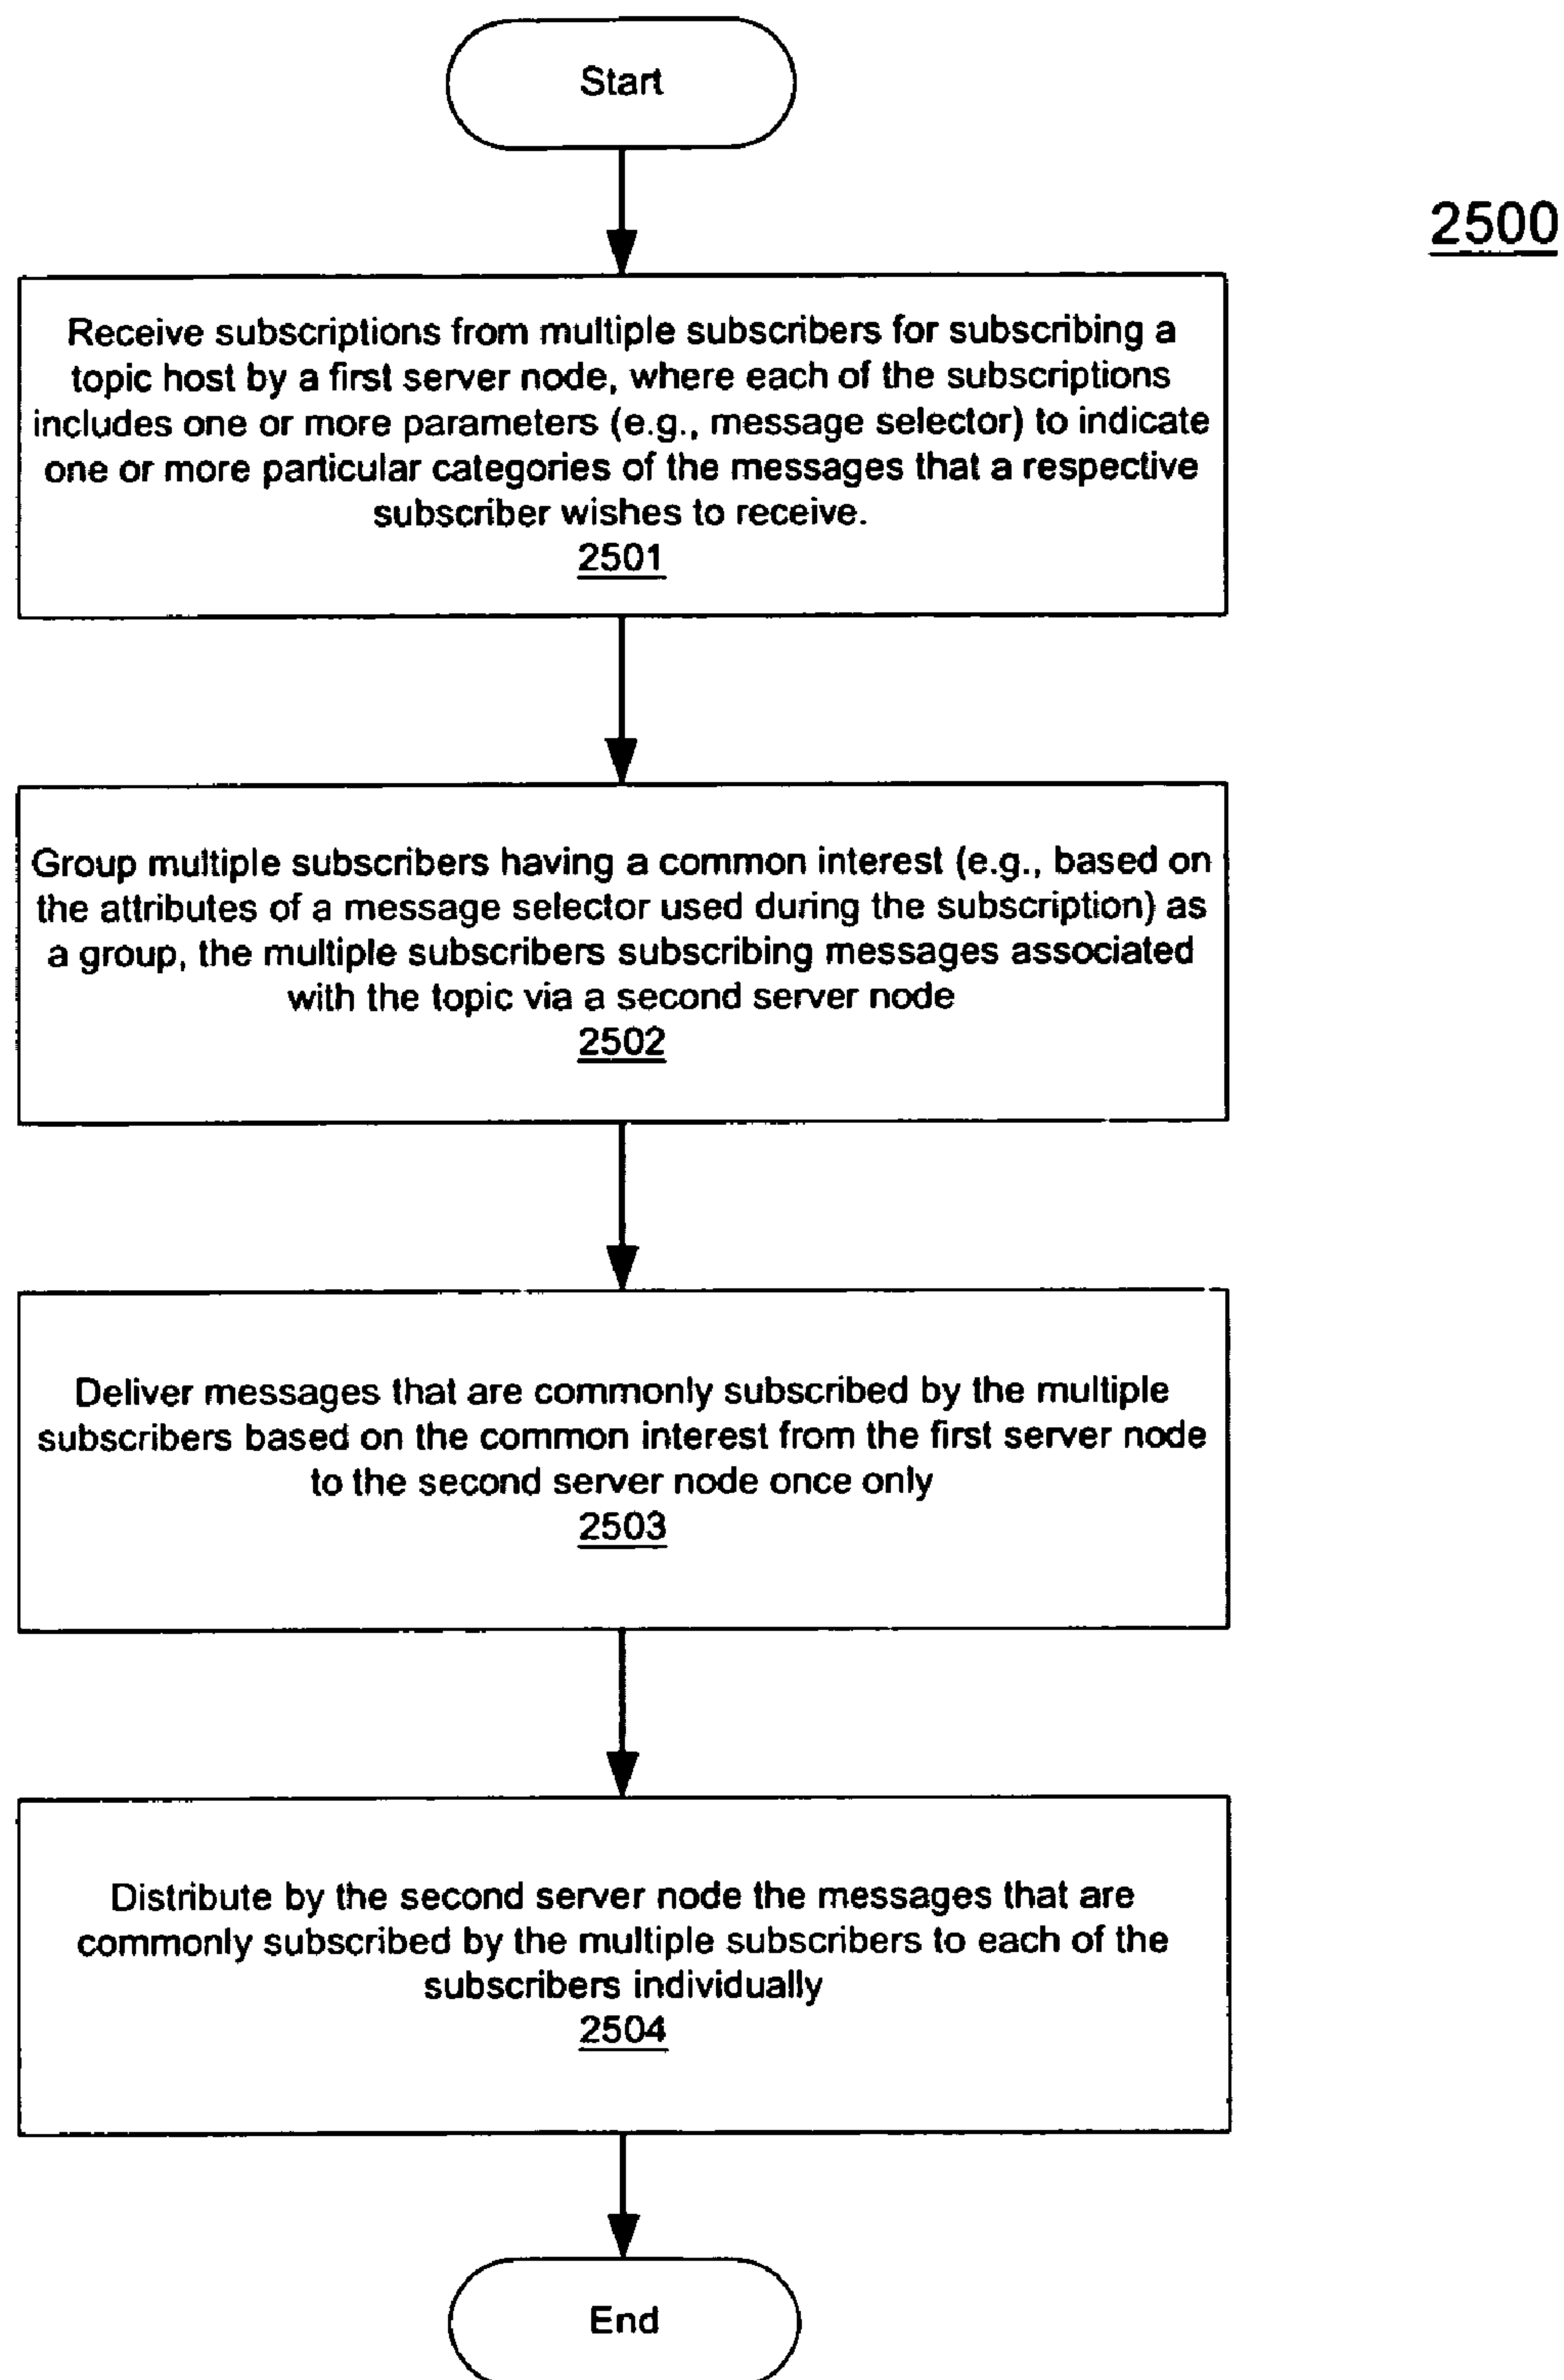 Start
2500
Receive subscriptions from multiple subscribers for subscribing a
topic host by a first server node, where each of the subscriptions
includes one or more parameters (e.g., message selector) to indicate
one or more particular categories of the messages that a respective
subscriber wishes to receive.
2501
Group multiple subscribers having a common interest (e.g., based on
the attributes of a message selector used during the subscription) as
a group, the multiple subscribers subscribing messages associated
with the topic via a second server node
2502
Deliver messages that are commonly subscribed by the multiple
subscribers based on the common interest from the first server node
to the second server node once only
2503
Distribute by the second server node the messages that are
commonly subscribed by the multiple subscribers to each of the
subscribers individually
2504
End